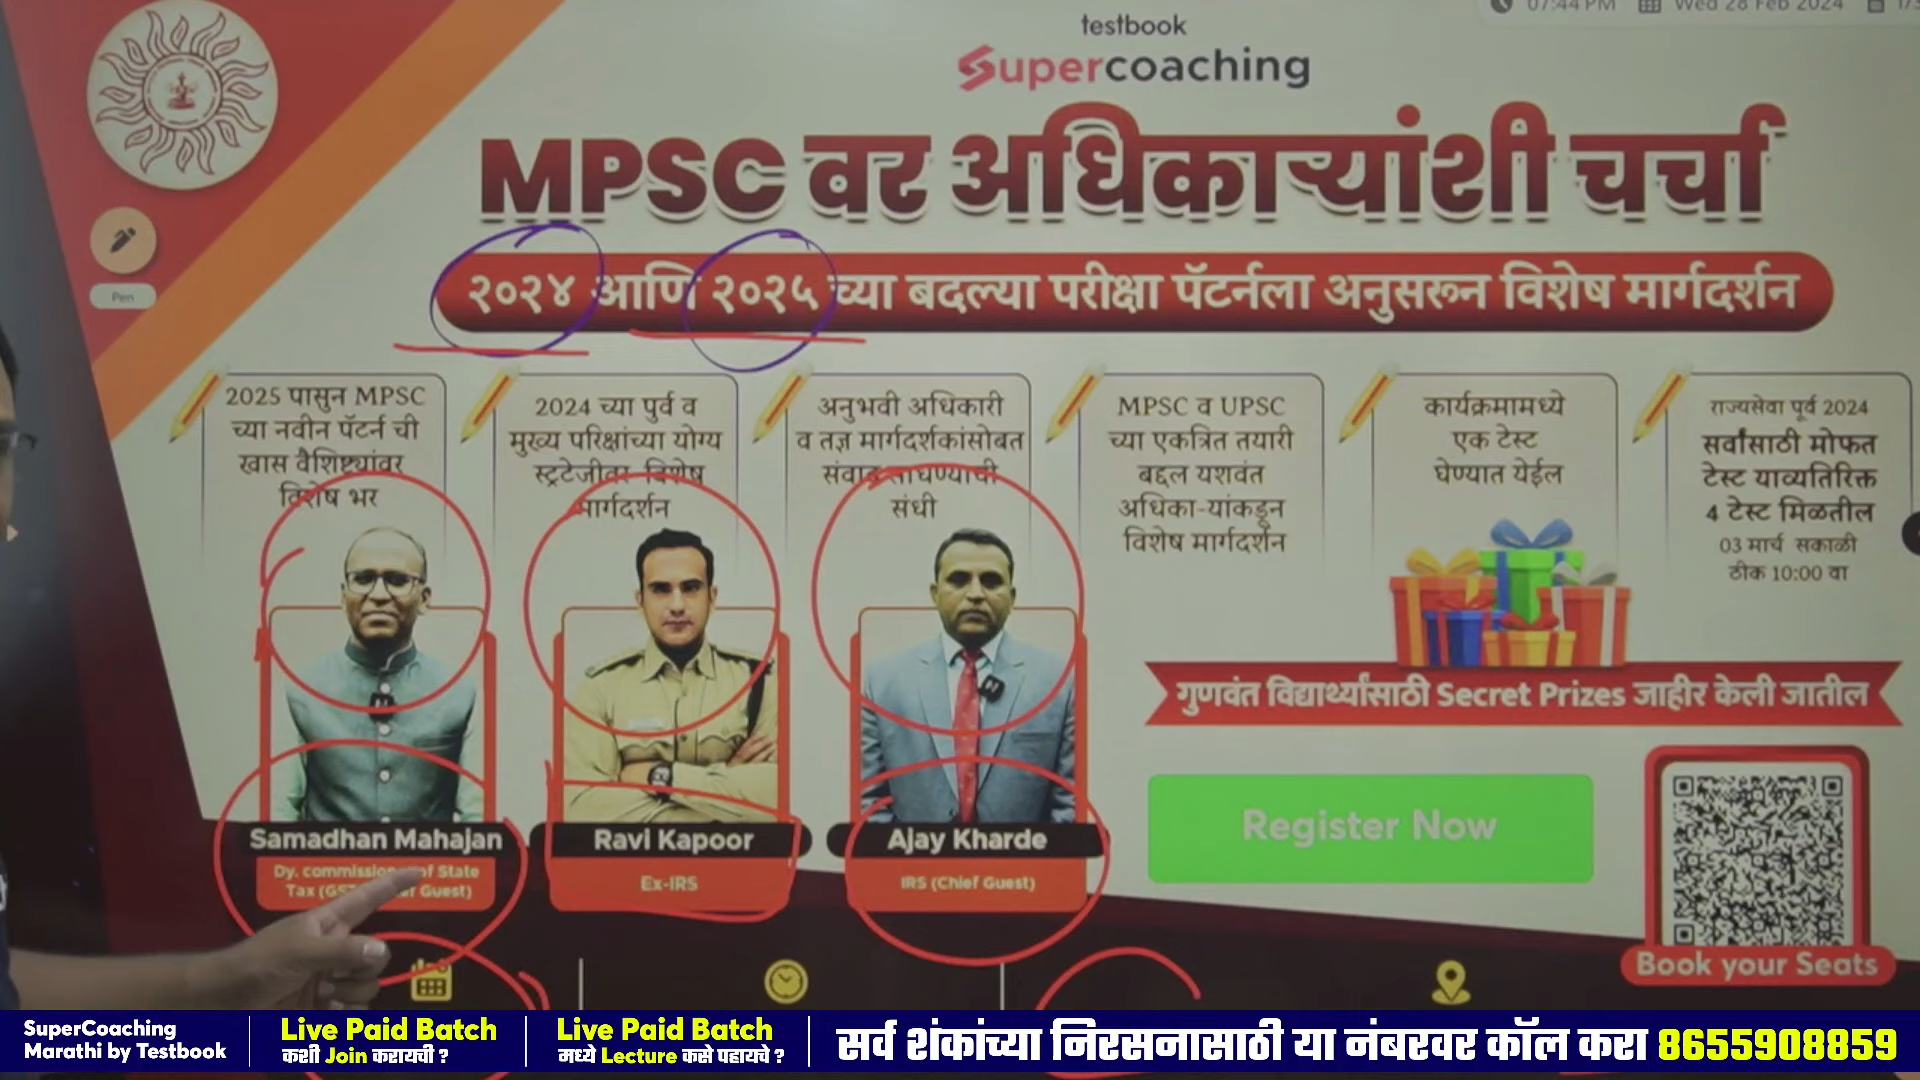 07:44 PM Wed 28 Feb 2024
testbook
Supercoaching
MPSC वर अधिकाऱ्यांशी चर्चा
Pen
२०२४ आणि २०२५ च्या बदल्या परीक्षा पॅटर्नला अनुसरून विशेष मार्गदर्शन
2025 पासुन MPSC
च्या नवीन पॅटर्न ची
खास वैशिष्ट्यांवर
विशेष भर
2024 च्या पुर्व व
मुख्य परिक्षांच्या योग्य
स्ट्रटेजीवर विशेष
मार्गदर्शन
अनुभवी अधिकारी
व तज्ञ मार्गदर्शकांसोबत
संवाद साधण्याची
संधी
MPSC व UPSC
च्या एकत्रित तयारी
बद्दल यशवंत
अधिका-यांकडून
विशेष मार्गदर्शन
कार्यक्रमामध्ये
एक टेस्ट
घेण्यात येईल
राज्यसेवा पूर्व 2024
सर्वांसाठी मोफत
टेस्ट याव्यतिरिक्त
4 टेस्ट मिळतील
03 मार्च सकाळी
ठीक 10:00 वा
गुणवंत विद्यार्थ्यांसाठी Secret Prizes जाहीर केली जातील
Samadhan Mahajan
Dy. of State
Tax Guest)
Ravi Kapoor
Ex-IRS
Ajay Kharde
IRS (Chief Guest)
Register Now
Book your Seats
SuperCoaching
Marathi by Testbook
Live Paid Batch
कशी Join करायची ?
Live Paid Batch
मध्ये Lecture कसे पहायचे ?
सर्व शंकांच्या निरसनासाठी या नंबरवर कॉल करा 8655908859